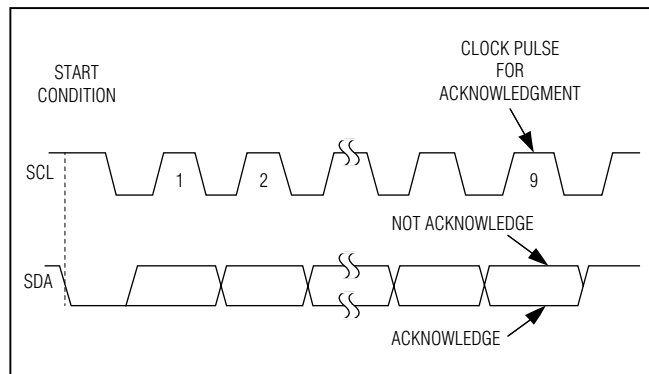 START
CONDITION
CLOCK PULSE
FOR
ACKNOWLEDGMENT
SCL
1
2
9
NOT ACKNOWLEDGE
SDA
ACKNOWLEDGE